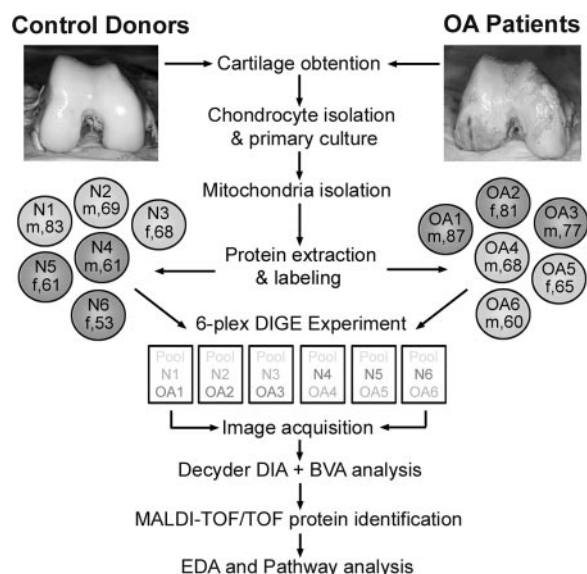 Control Donors
OA Patients
Cartilage obtention
Chondrocyte isolation
& primary culture
Mitochondria isolation
N1
m,83
N2
m,69
N3
f,68
N4
m,61
N5
f,61
N6
f,53
Protein extraction
& labeling
OA1
m,87
OA2
f,81
OA3
m,77
OA4
m,68
OA5
f,65
OA6
m,60
6-plex DIGE Experiment
Pool
N1
OA1
Pool
N2
OA2
Pool
N3
OA3
Pool
N4
OA4
Pool
N5
OA5
Pool
N6
OA6
Image acquisition
Decyder DIA + BVA analysis
MALDI-TOF/TOF protein identification
EDA and Pathway analysis